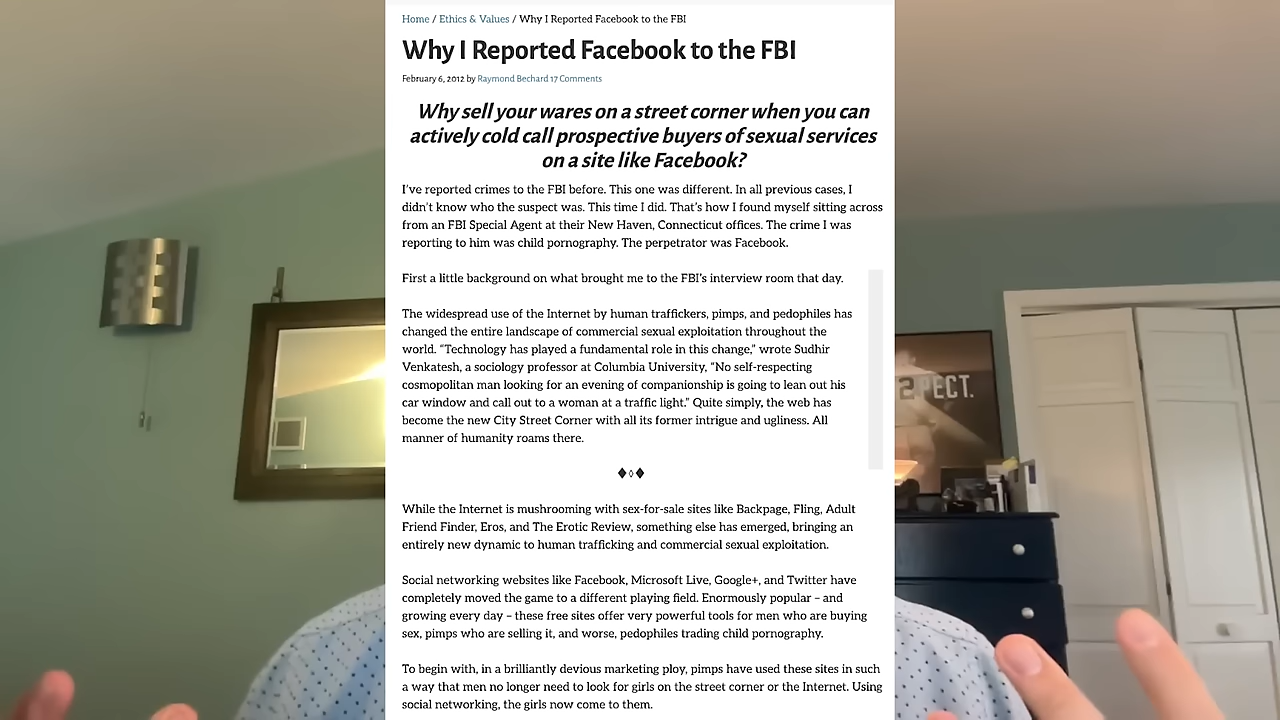 Home / Ethics & Values / Why I Reported Facebook to the FBI
Why I Reported Facebook to the FBI
February 6, 2012 by Raymond Bechard 17 Comments
Why sell your wares on a street corner when you can
actively cold call prospective buyers of sexual services
on a site like Facebook?
I've reported crimes to the FBI before. This one was different. In all previous cases, I
didn't know who the suspect was. This time I did. That's how I found myself sitting across
from an FBI Special Agent at their New Haven, Connecticut offices. The crime I was
reporting to him was child pornography. The perpetrator was Facebook.
First a little background on what brought me to the FBI's interview room that day.
The widespread use of the Internet by human traffickers, pimps, and pedophiles has
changed the entire landscape of commercial sexual exploitation throughout the
world. “Technology has played a fundamental role in this change,” wrote Sudhir
Venkatesh, a sociology professor at Columbia University, “No self-respecting
cosmopolitan man looking for an evening of companionship is going to lean out his
car window and call out to a woman at a traffic light.” Quite simply, the web has
become the new City Street Corner with all its former intrigue and ugliness. All
manner of humanity roams there.
While the Internet is mushrooming with sex-for-sale sites like Backpage, Fling, Adult
Friend Finder, Eros, and The Erotic Review, something else has emerged, bringing an
entirely new dynamic to human trafficking and commercial sexual exploitation.
Social networking websites like Facebook, Microsoft Live, Google+, and Twitter have
completely moved the game to a different playing field. Enormously popular – and
growing every day – these free sites offer very powerful tools for men who are buying
sex, pimps who are selling it, and worse, pedophiles trading child pornography.
To begin with, in a brilliantly devious marketing ploy, pimps have used these sites in such
a way that men no longer need to look for girls on the street corner or the Internet. Using
social networking, the girls now come to them.
2PECT.